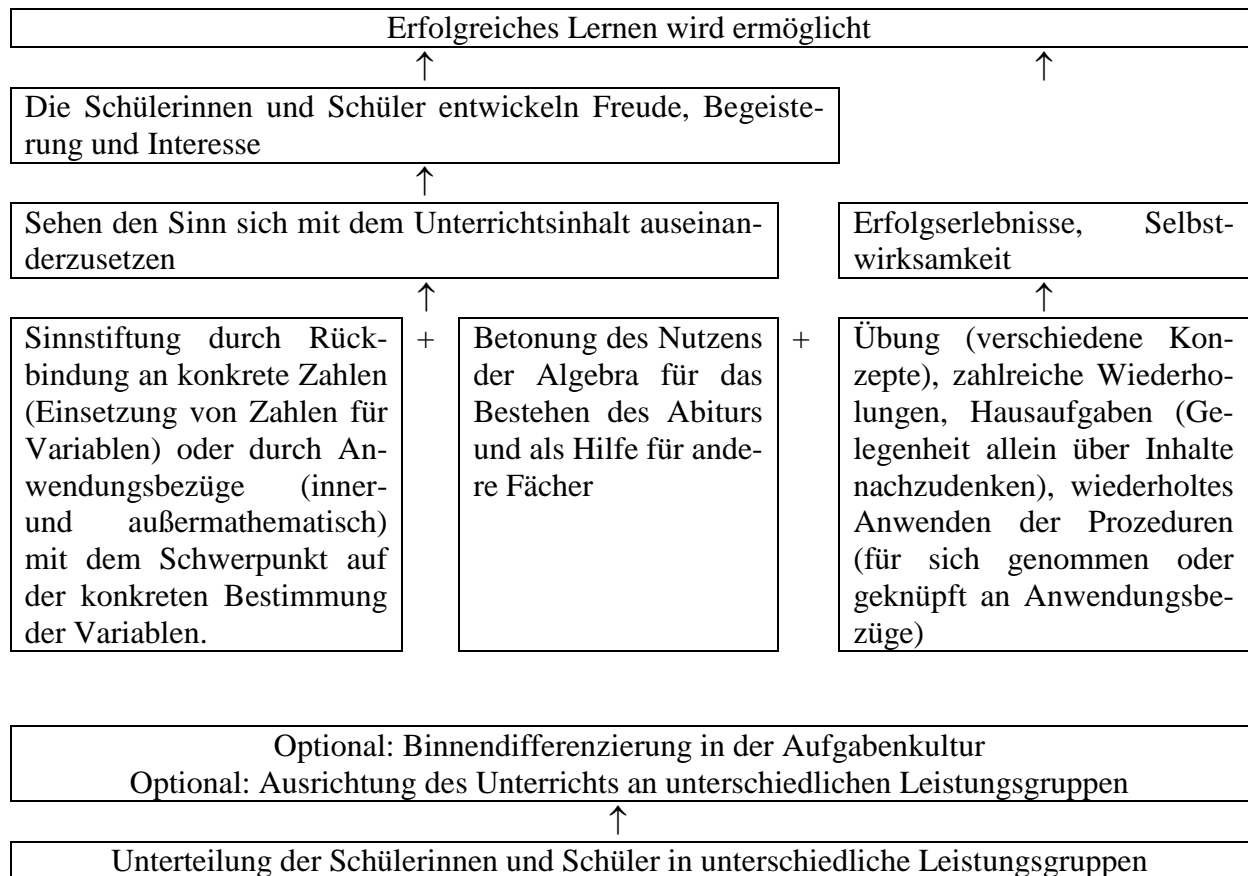 Erfolgreiches Lernen wird ermöglicht
↑ ↑
Die Schülerinnen und Schüler entwickeln Freude, Begeiste-
rung und Interesse
↑
Sehen den Sinn sich mit dem Unterrichtsinhalt auseinan-
derzusetzen
Erfolgserlebnisse, Selbst-
wirksamkeit
↑ ↑
Sinnstiftung durch Rück-
bindung an konkrete Zahlen
(Einsetzung von Zahlen für
Variablen) oder durch An-
wendungsbezüge (inner-
und außermathematisch)
mit dem Schwerpunkt auf
der konkreten Bestimmung
der Variablen.
+
Betonung des Nutzens
der Algebra für das
Bestehen des Abiturs
und als Hilfe für ande-
re Fächer
+
Übung (verschiedene Kon-
zepte), zahlreiche Wiederho-
lungen, Hausaufgaben (Ge-
legenheit allein über Inhalte
nachzudenken), wiederholtes
Anwenden der Prozeduren
(für sich genommen oder
geknüpft an Anwendungsbe-
züge)
Optional: Binnendifferenzierung in der Aufgabenkultur
Optional: Ausrichtung des Unterrichts an unterschiedlichen Leistungsgruppen
↑
Unterteilung der Schülerinnen und Schüler in unterschiedliche Leistungsgruppen